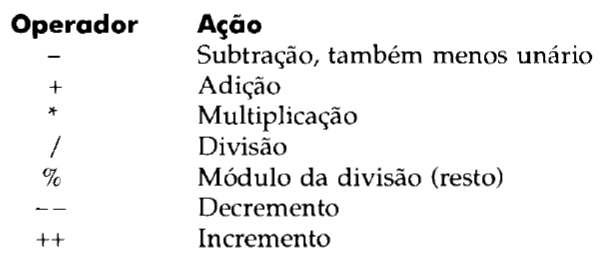 Operador Ação
– Subtração, também menos unário
+ Adição
* Multiplicação
/ Divisão
% Módulo da divisão (resto)
–– Decremento
++ Incremento